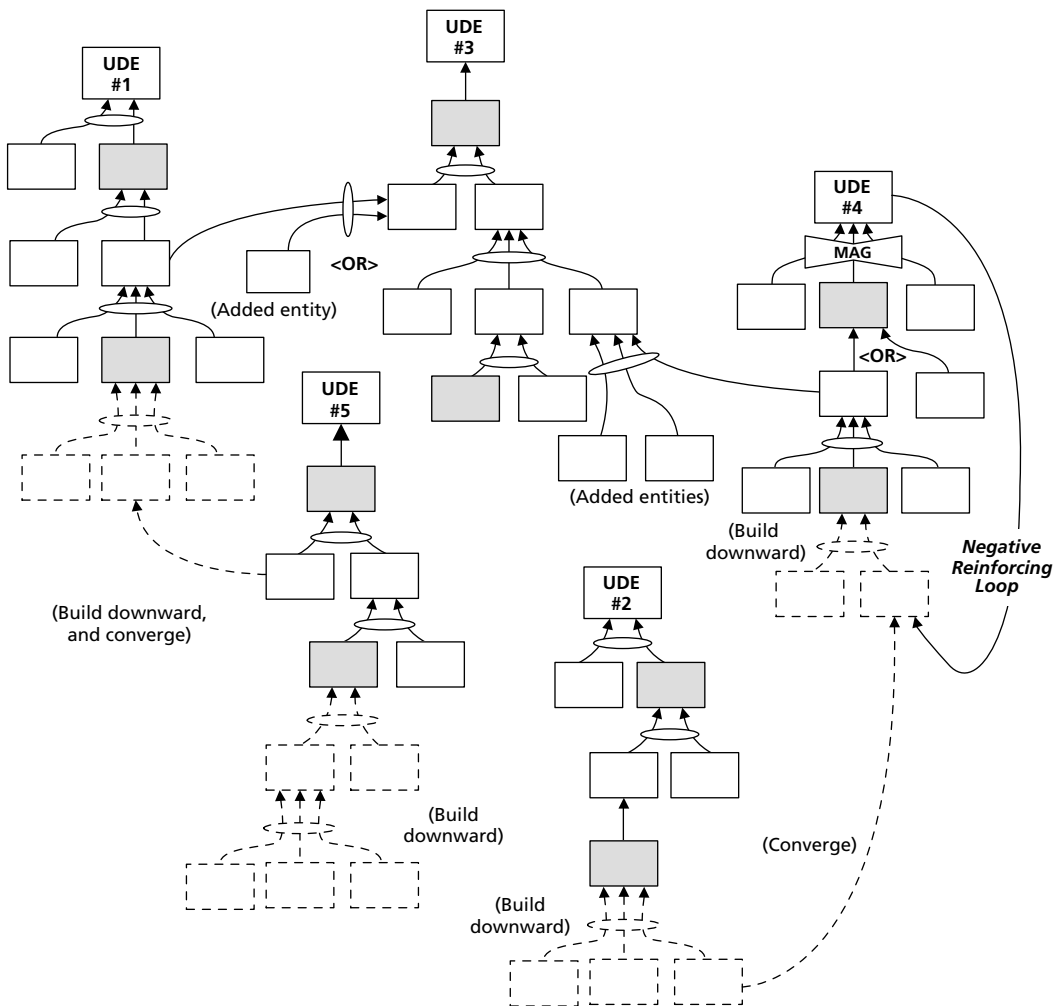 UDE
#3
UDE
#1
UDE
#4
MAG
<OR>
(Added entity)
<OR>
UDE
#5
(Added entities)
(Build
downward)
Negative
Reinforcing
Loop
UDE
#2
(Build downward,
and converge)
(Build
downward)
(Converge)
(Build
downward)